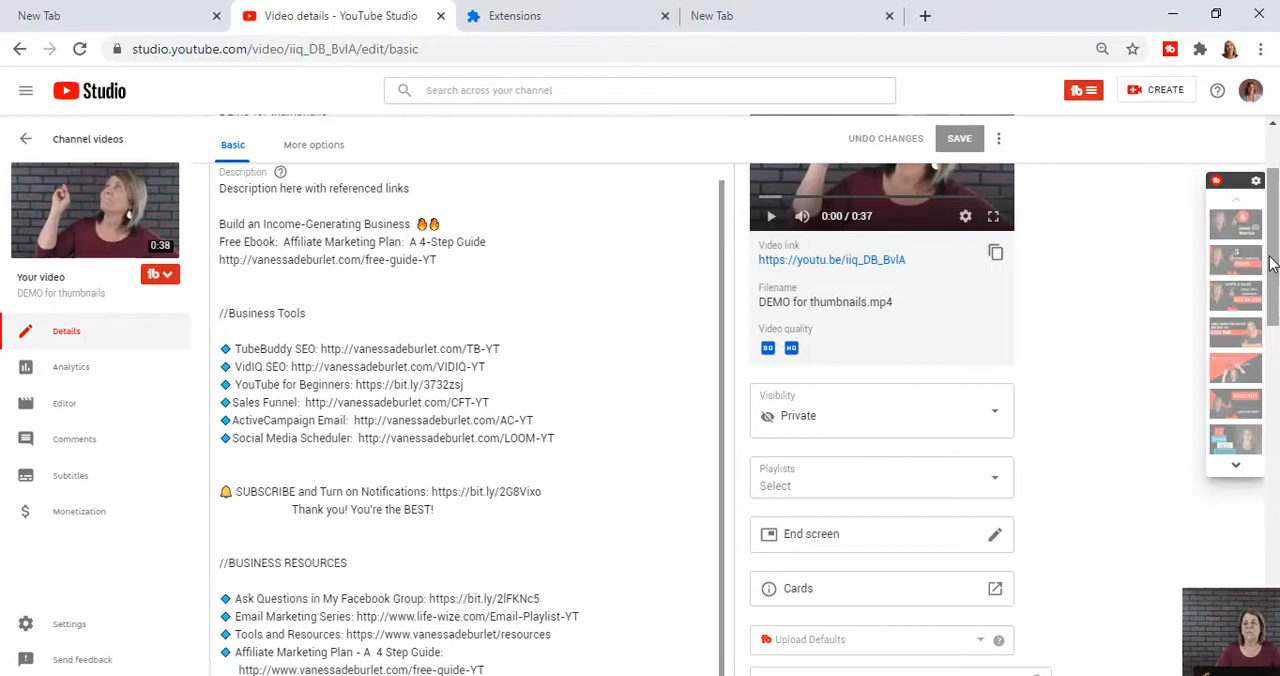 New Tab
Video details - YouTube Studio
Extensions
New Tab
studio.youtube.com/video/iiq_DB_BvlA/edit/basic
Studio
Search across your channel
CREATE
Channel videos
Basic
More options
UNDO CHANGES
SAVE
0:38
Your video
DEMO for thumbnails
Details
Analytics
Editor
Comments
Subtitles
Monetization
Settings
Send feedback
Description
Description here with referenced links
Build an Income-Generating Business 🔥🔥
Free Ebook: Affiliate Marketing Plan: A 4-Step Guide
http://vanessadeburlet.com/free-guide-YT
//Business Tools
🔷 TubeBuddy SEO: http://vanessadeburlet.com/TB-YT
🔷 VidIQ SEO: http://vanessadeburlet.com/VIDIQ-YT
🔷 YouTube for Beginners: https://bit.ly/3732zsj
🔷 Sales Funnel: http://vanessadeburlet.com/CFT-YT
🔷 ActiveCampaign Email: http://vanessadeburlet.com/AC-YT
🔷 Social Media Scheduler: http://vanessadeburlet.com/LOOM-YT
🔔 SUBSCRIBE and Turn on Notifications: https://bit.ly/2G8Vixo
Thank you! You're the BEST!
//BUSINESS RESOURCES
🔷 Ask Questions in My Facebook Group: https://bit.ly/2lFKNc5
🔷 Email Marketing Series: http://www.life-wize.com/Email-Playlist-YT
🔷 Tools and Resources: https://www.vanessadeburlet/resources
🔷 Affiliate Marketing Plan - A 4 Step Guide:
http://www.vanessadeburlet.com/free-guide-YT
0:00 / 0:37
Video link
https://youtu.be/iiq_DB_BvlA
Filename
DEMO for thumbnails.mp4
Video quality
SD HD
Visibility
Private
Playlists
Select
End screen
Cards
Upload Defaults